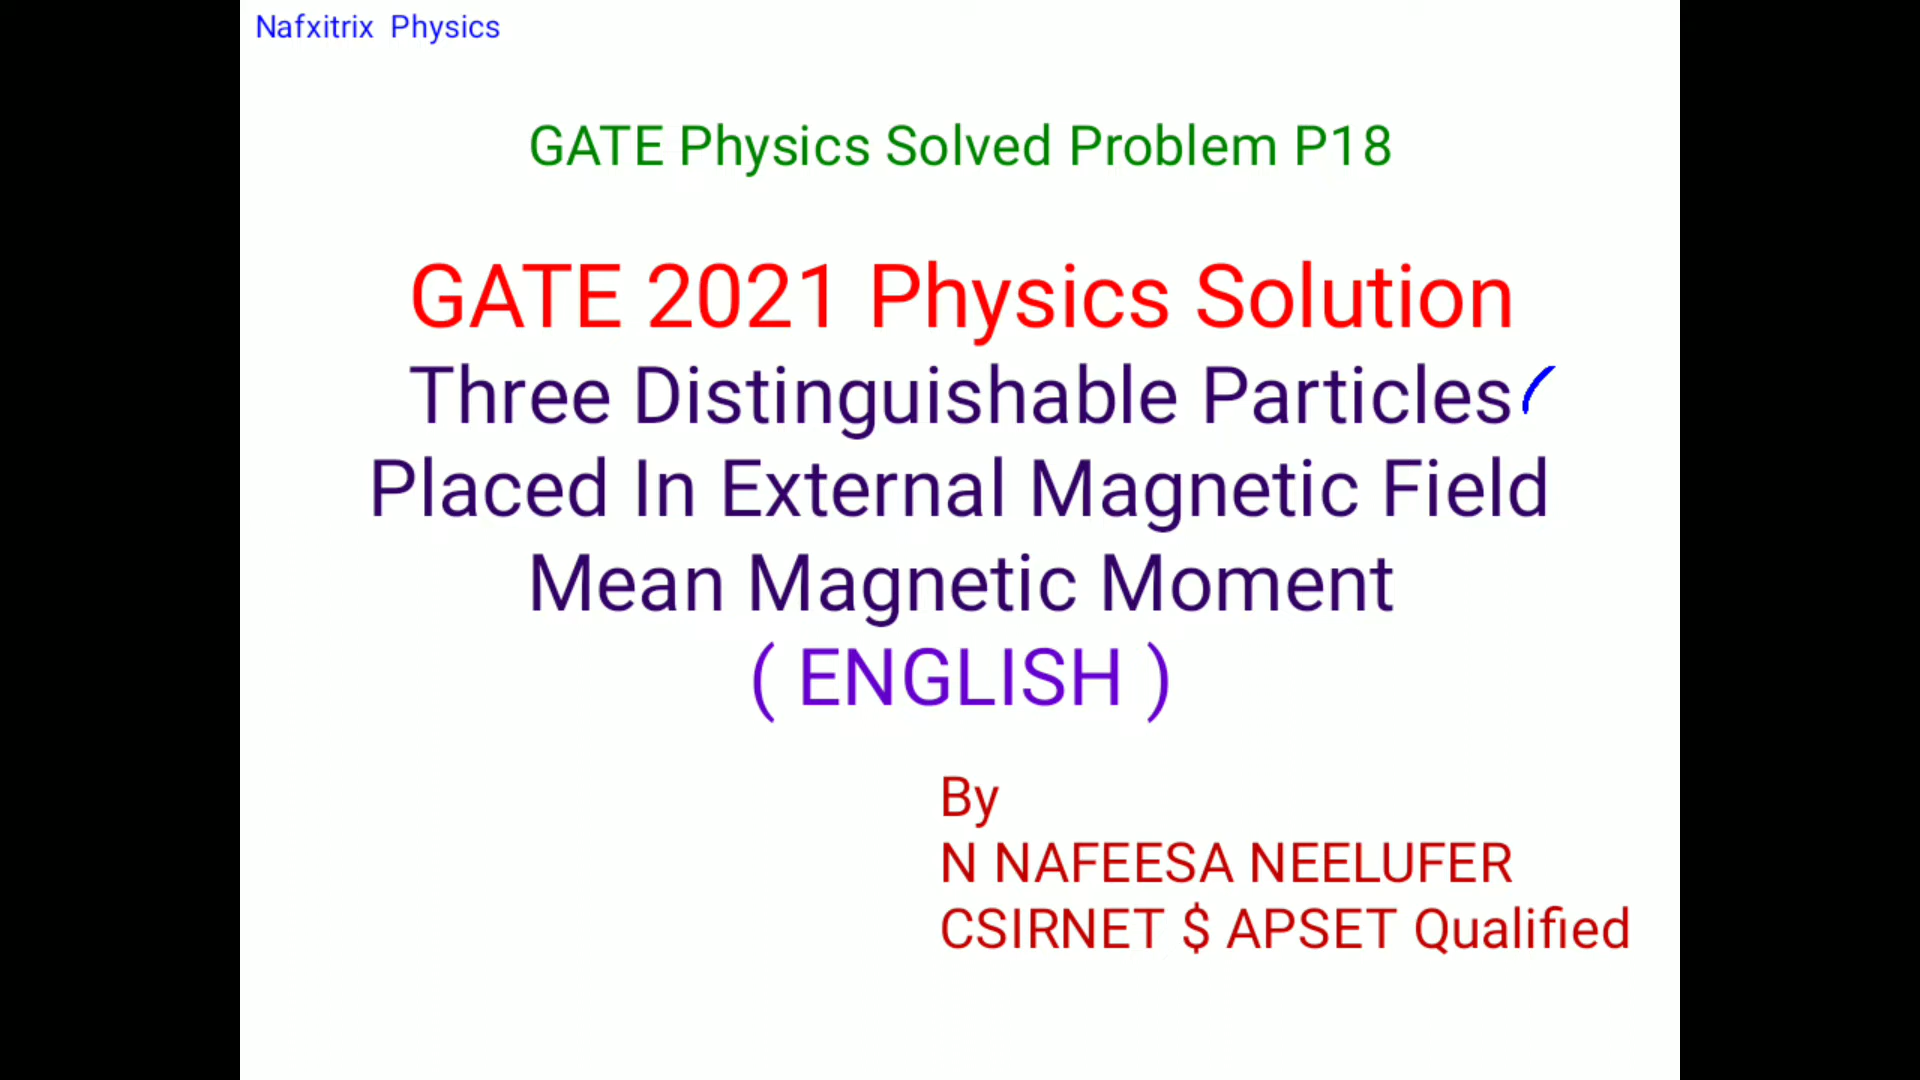 Nafxitrix Physics
GATE Physics Solved Problem P18
GATE 2021 Physics Solution
Three Distinguishable Particles
Placed In External Magnetic Field
Mean Magnetic Moment
( ENGLISH )
By
N NAFEESA NEELUFER
CSIRNET $ APSET Qualified